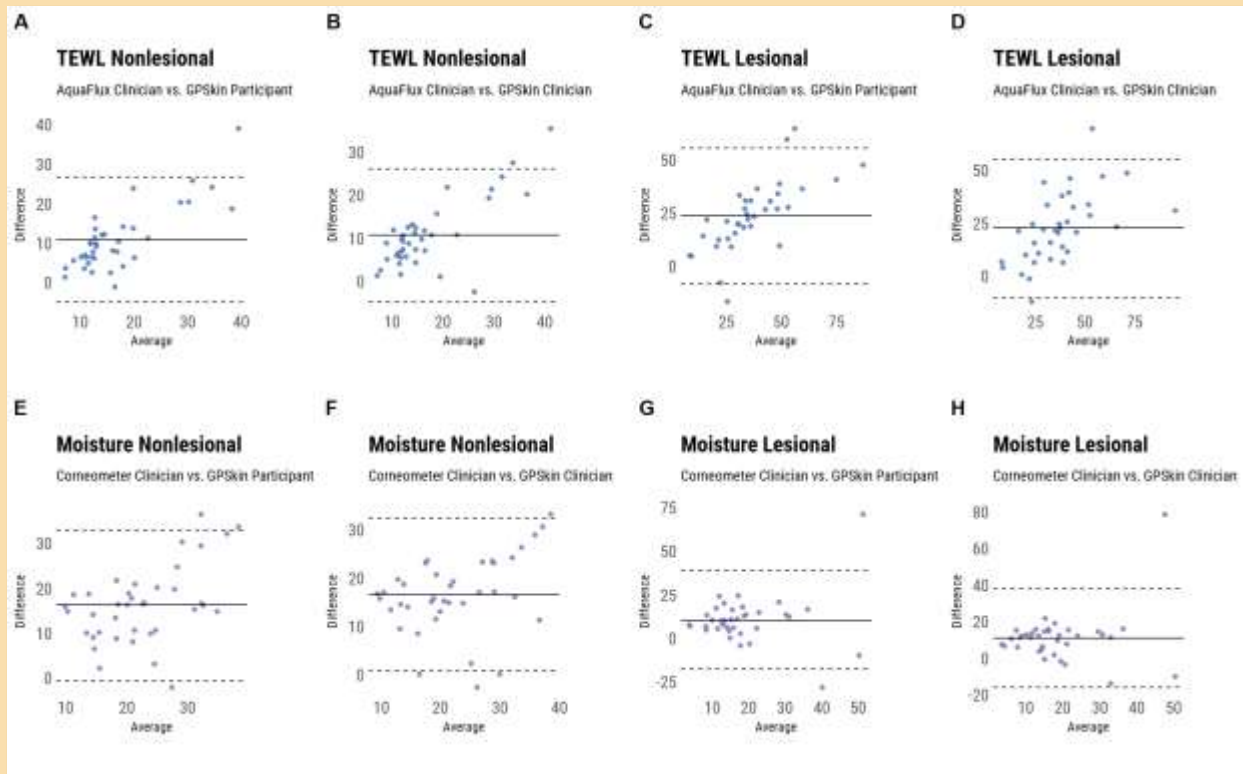 A
TEWL Nonlesional
AquaFlux Clinician vs. GPSkin Participant
40
30
20
10
0
Difference
10 20 30 40
Average
B
TEWL Nonlesional
AquaFlux Clinician vs. GPSkin Clinician
30
20
10
0
Difference
10 20 30 40
Average
C
TEWL Lesional
AquaFlux Clinician vs. GPSkin Participant
50
25
0
Difference
25 50 75
Average
D
TEWL Lesional
AquaFlux Clinician vs. GPSkin Clinician
50
25
0
Difference
25 50 75
Average
E
Moisture Nonlesional
Corneometer Clinician vs. GPSkin Participant
30
20
10
0
Difference
10 20 30
Average
F
Moisture Nonlesional
Corneometer Clinician vs. GPSkin Clinician
30
20
10
0
Difference
10 20 30 40
Average
G
Moisture Lesional
Corneometer Clinician vs. GPSkin Participant
75
50
25
0
-25
Difference
10 20 30 40 50
Average
H
Moisture Lesional
Corneometer Clinician vs. GPSkin Clinician
80
60
40
20
0
-20
Difference
10 20 30 40 50
Average